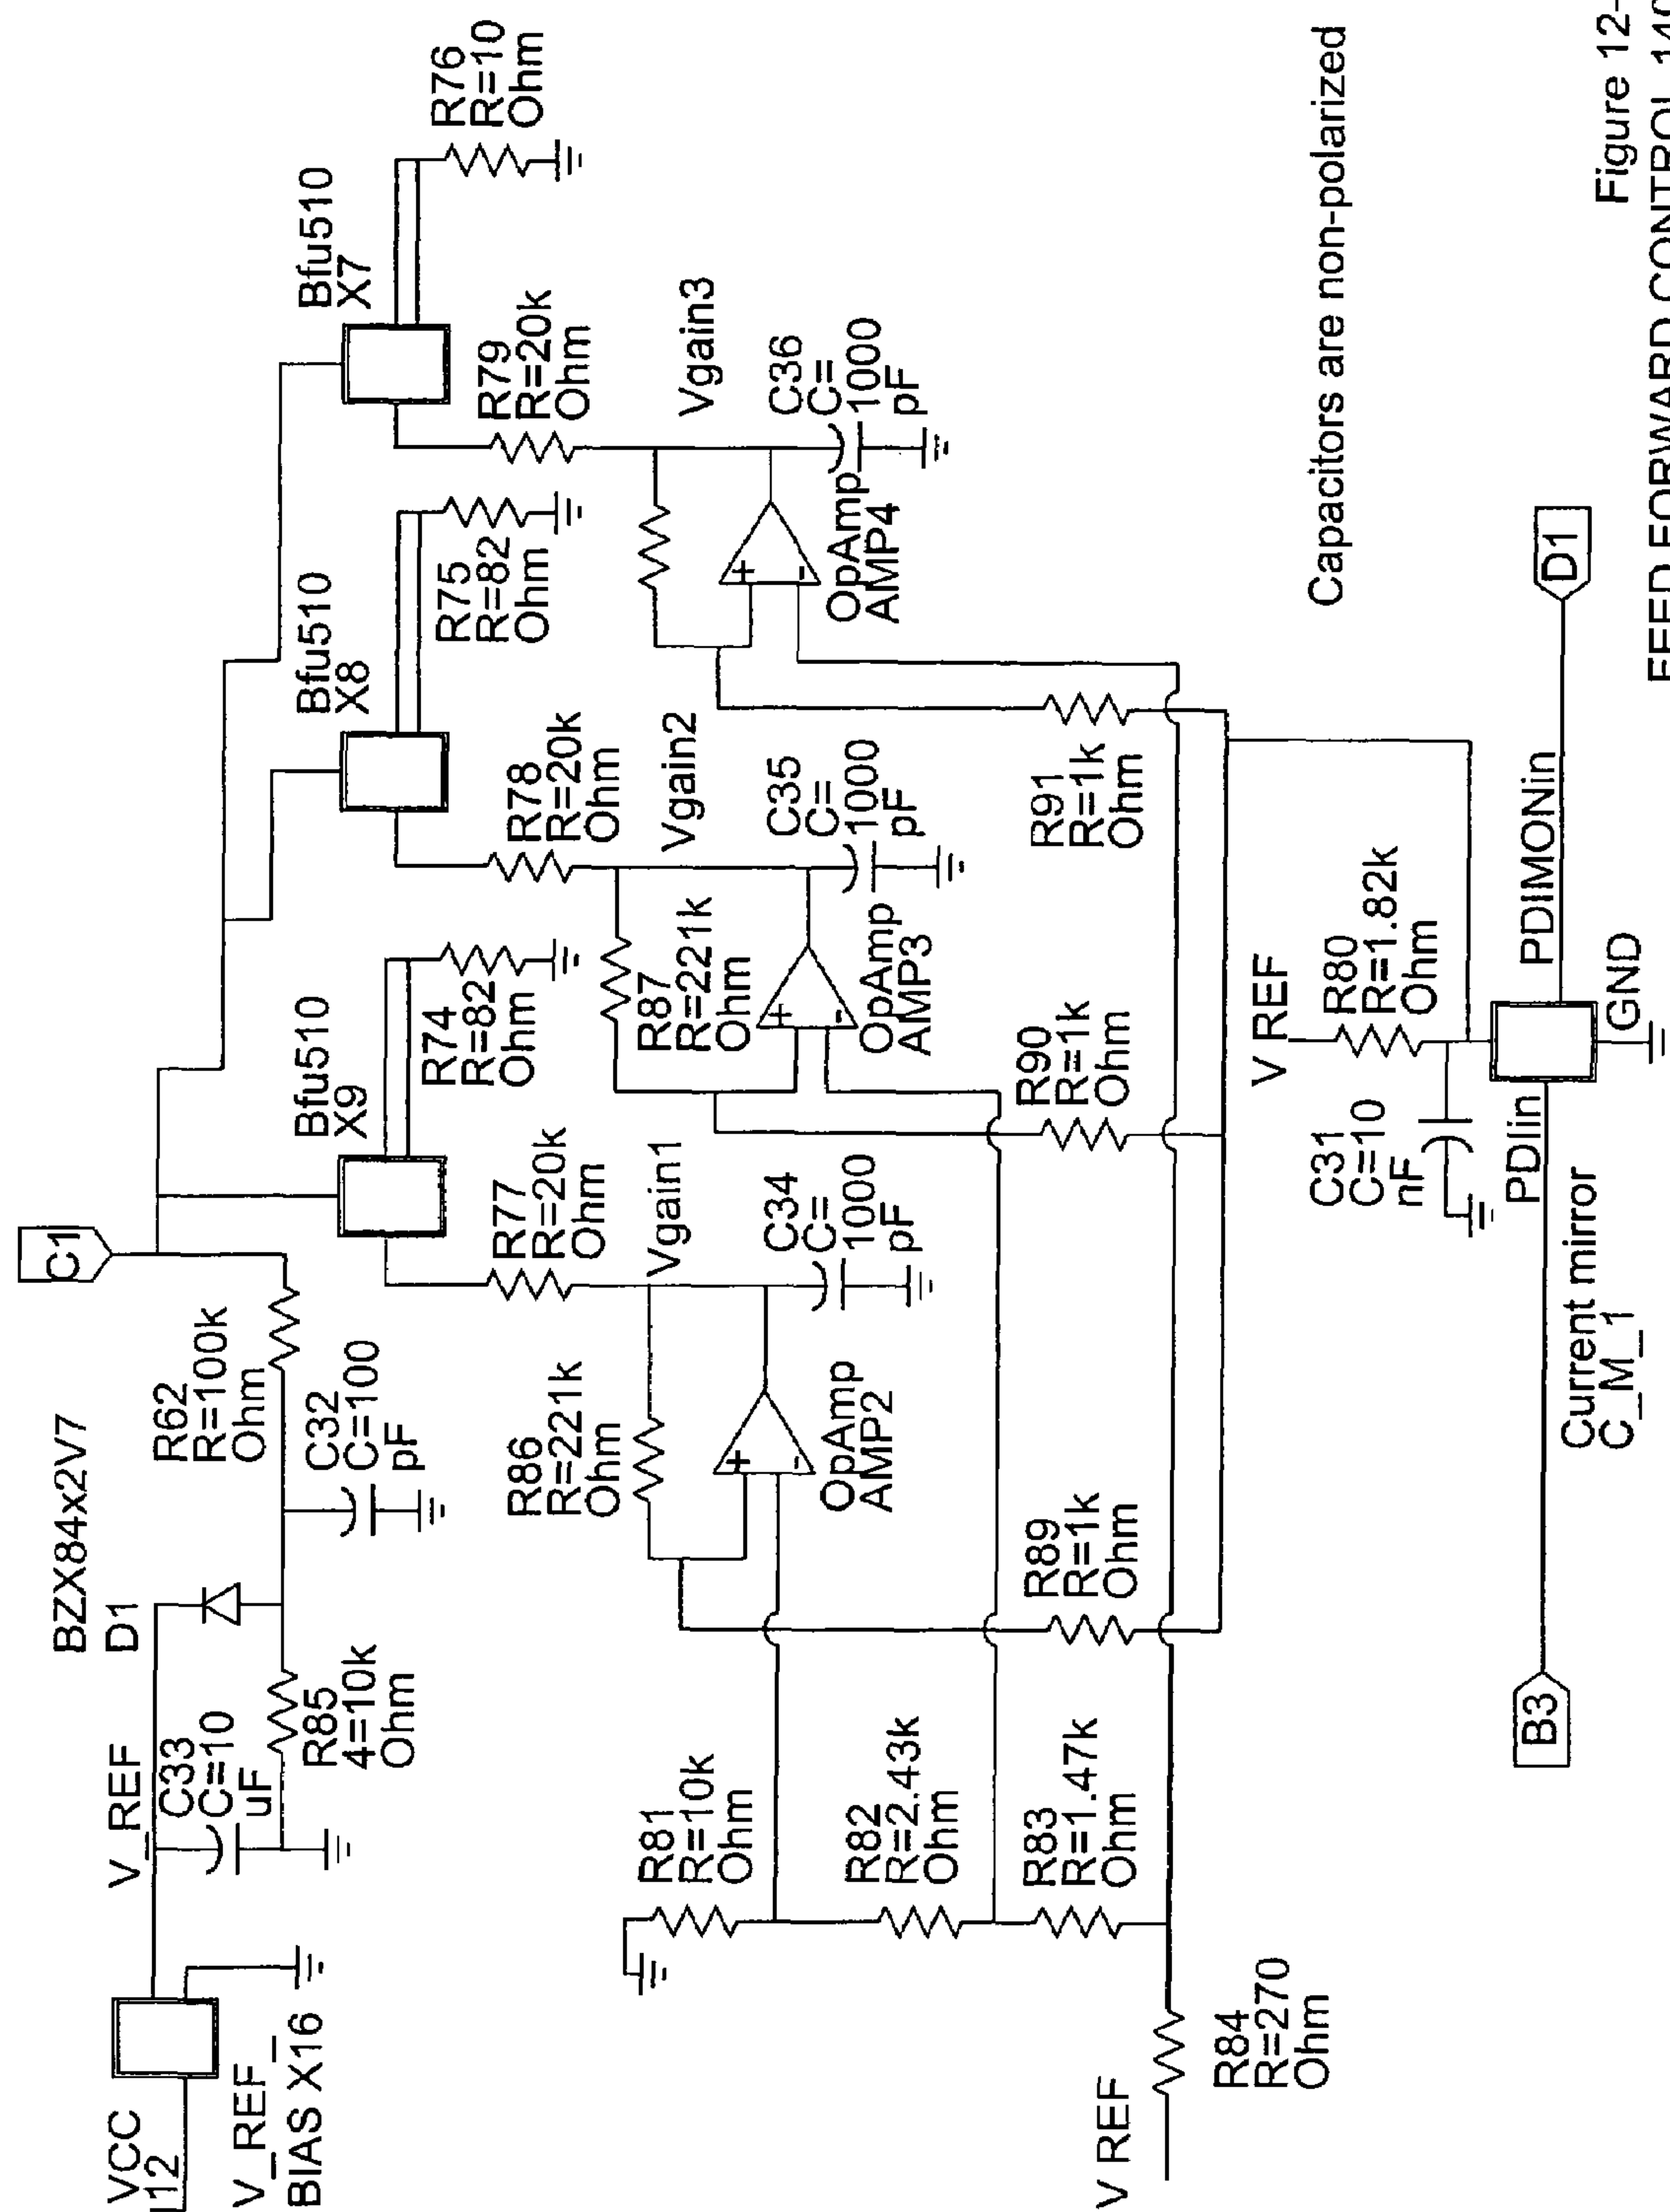 VCC
I12
V_REF_
BIAS X16
V_REF
C33
C=10
uF
BZX84x2V7
D1
R85
4=10k
Ohm
R62
R=100k
Ohm
C32
C=100
pF
C1
Bfu510
X9
R74
R=82
Ohm
Bfu510
X8
R75
R=82
Ohm
Bfu510
X7
R76
R=10
Ohm
R77
R=20k
Ohm
R78
R=20k
Ohm
R79
R=20k
Ohm
R86
R=221k
Ohm
Vgain1
C34
C=
1000
pF
+
-
OpAmp
AMP2
R87
R=221k
Ohm
Vgain2
C35
C=
1000
pF
+
-
OpAmp
AMP3
Vgain3
C36
C=
1000
pF
+
-
OpAmp
AMP4
R81
R=10k
Ohm
R82
R=2.43k
Ohm
R83
R=1.47k
Ohm
V REF
R84
R=270
Ohm
R89
R=1k
Ohm
R90
R=1k
Ohm
R91
R=1k
Ohm
V REF
R80
R=1.82k
Ohm
C31
C=10
nF
B3
PDIin
PDIMONin
D1
GND
Current mirror
C_M_1
Capacitors are non-polarized
Figure 12-
FEED FORWARD CONTROL